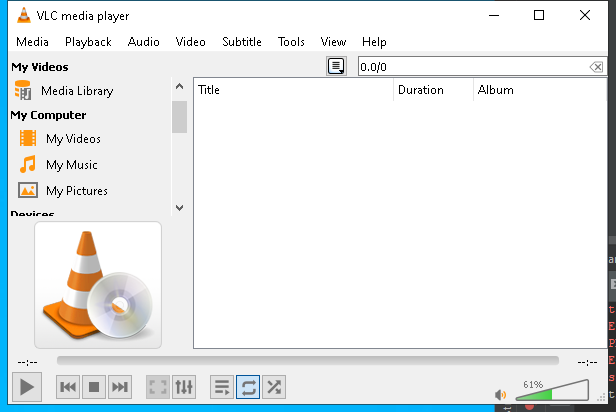 VLC media player
Media Playback Audio Video Subtitle Tools View Help
My Videos
0.0/0
Media Library
Title Duration Album
My Computer
My Videos
My Music
My Pictures
Devices
--:-- --:--
61%